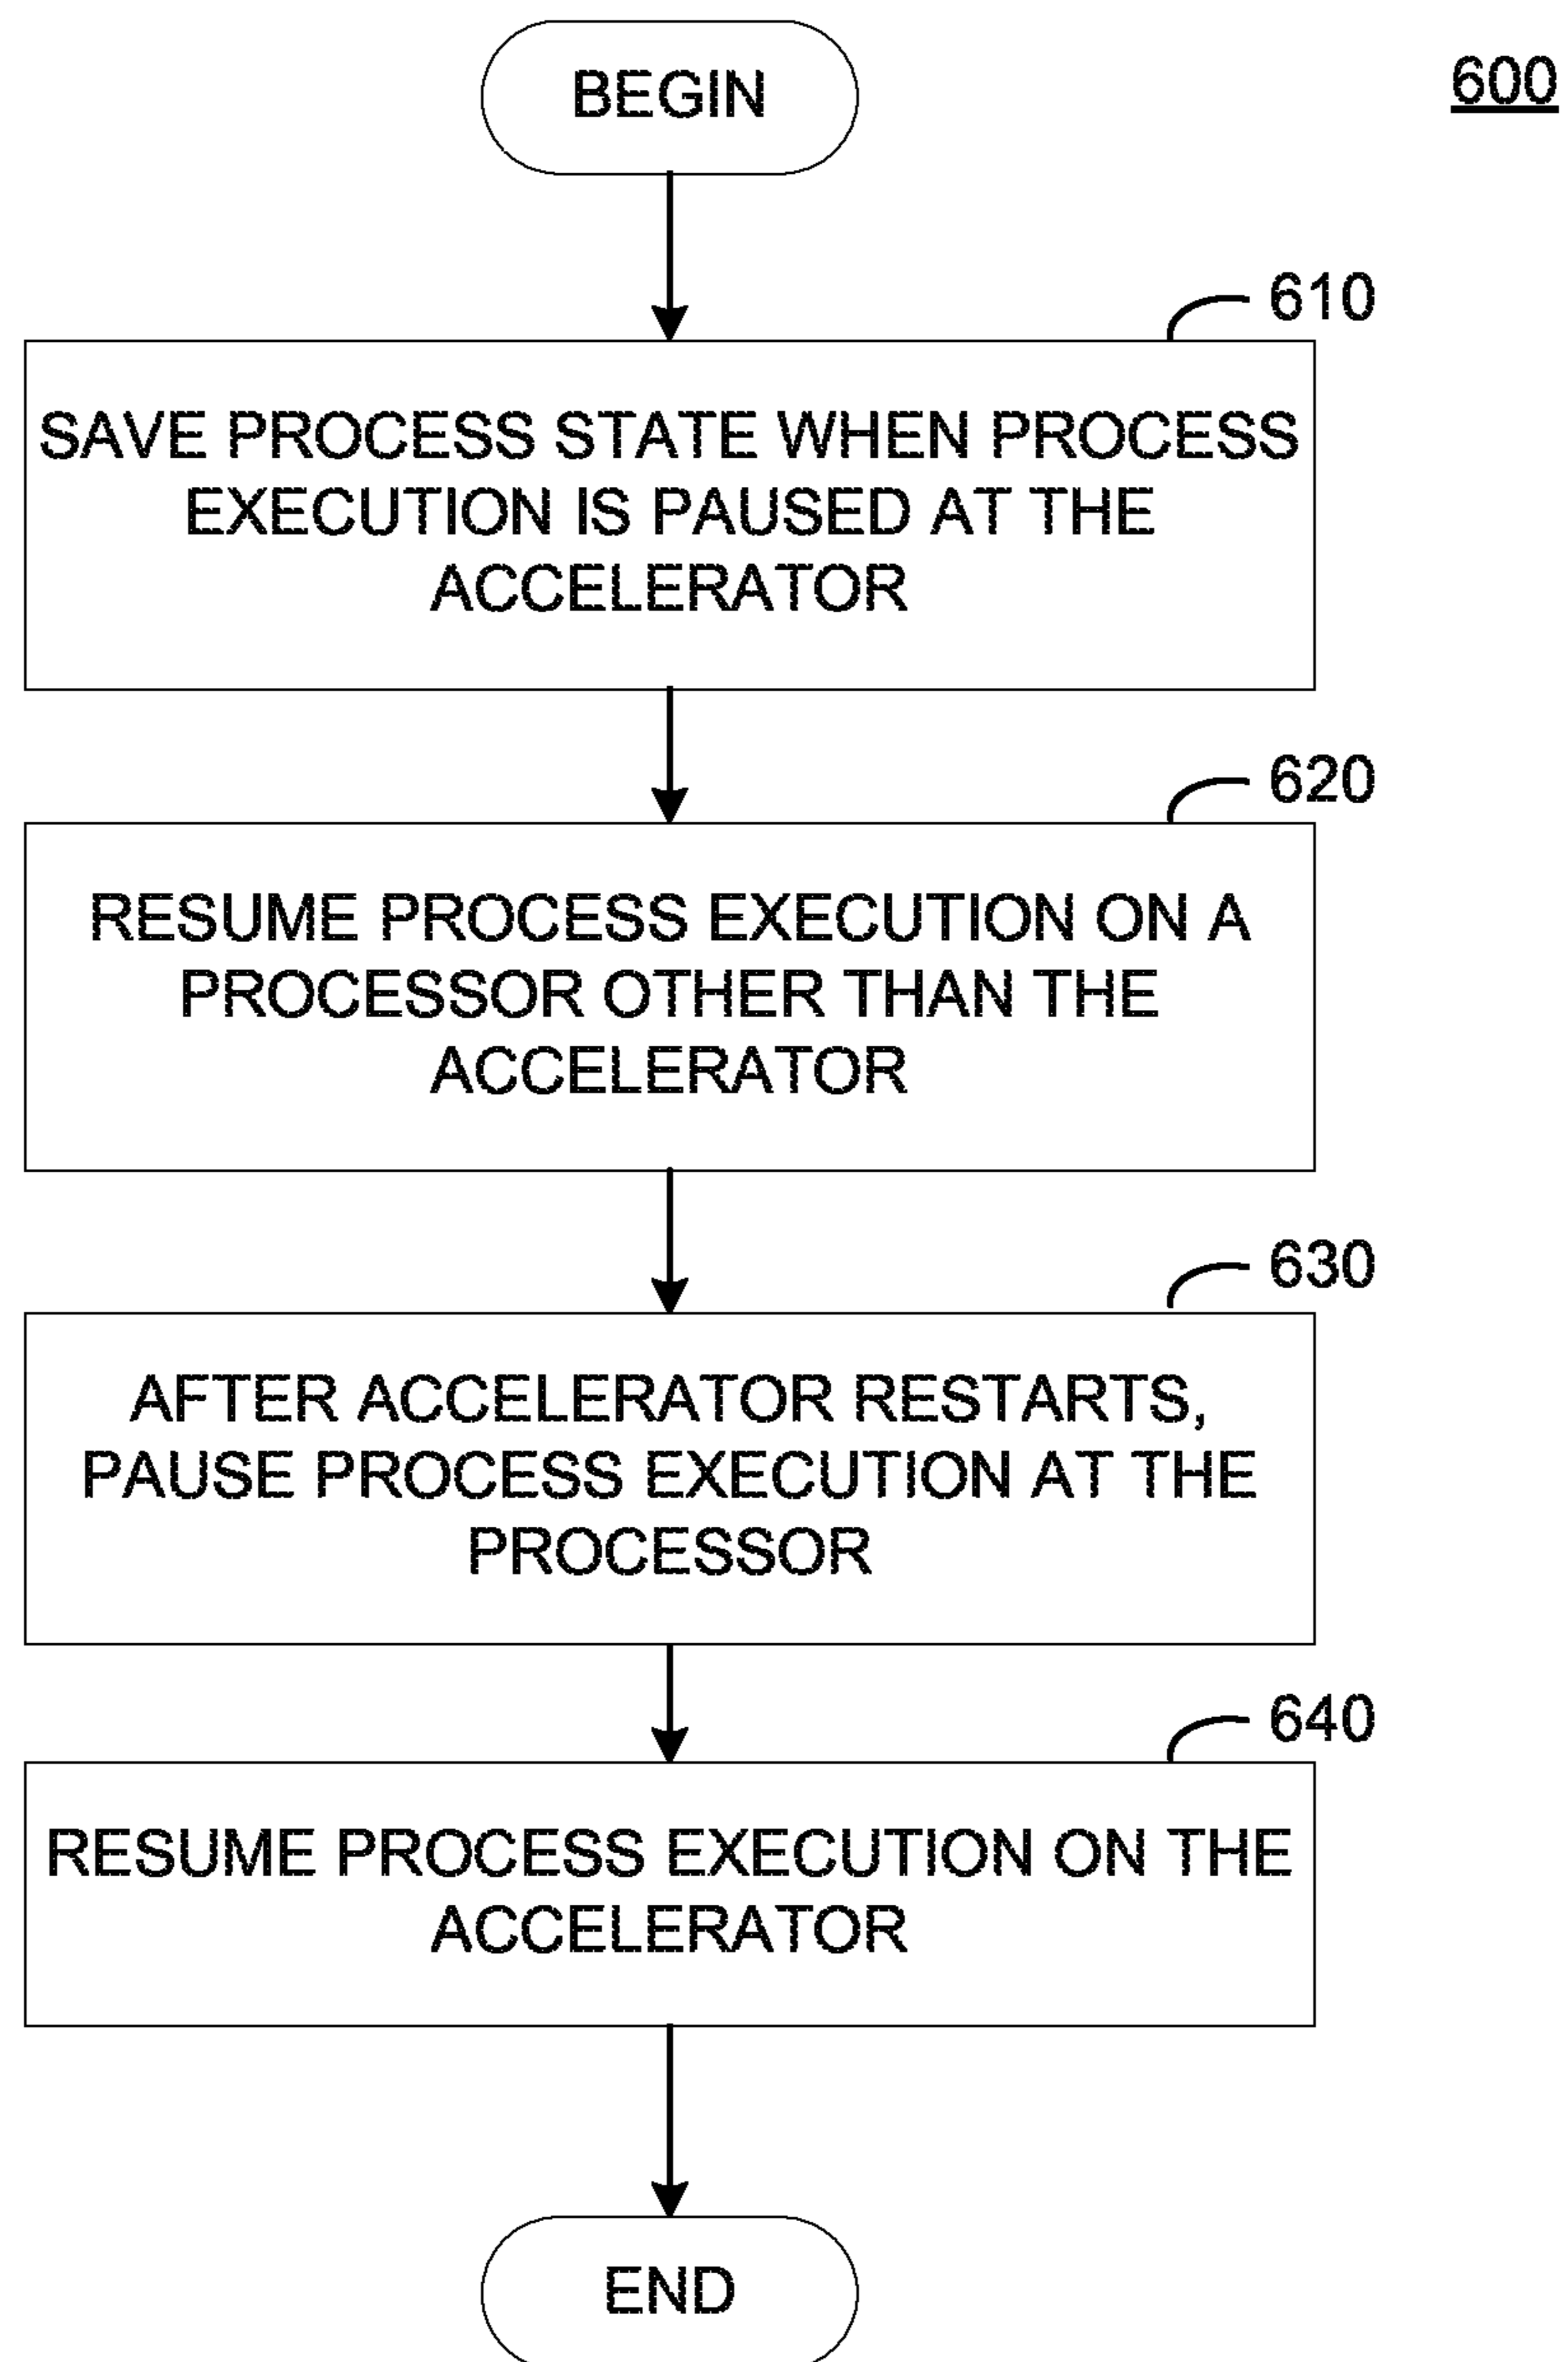 BEGIN
600
610
SAVE PROCESS STATE WHEN PROCESS
EXECUTION IS PAUSED AT THE
ACCELERATOR
620
RESUME PROCESS EXECUTION ON A
PROCESSOR OTHER THAN THE
ACCELERATOR
630
AFTER ACCELERATOR RESTARTS,
PAUSE PROCESS EXECUTION AT THE
PROCESSOR
640
RESUME PROCESS EXECUTION ON THE
ACCELERATOR
END